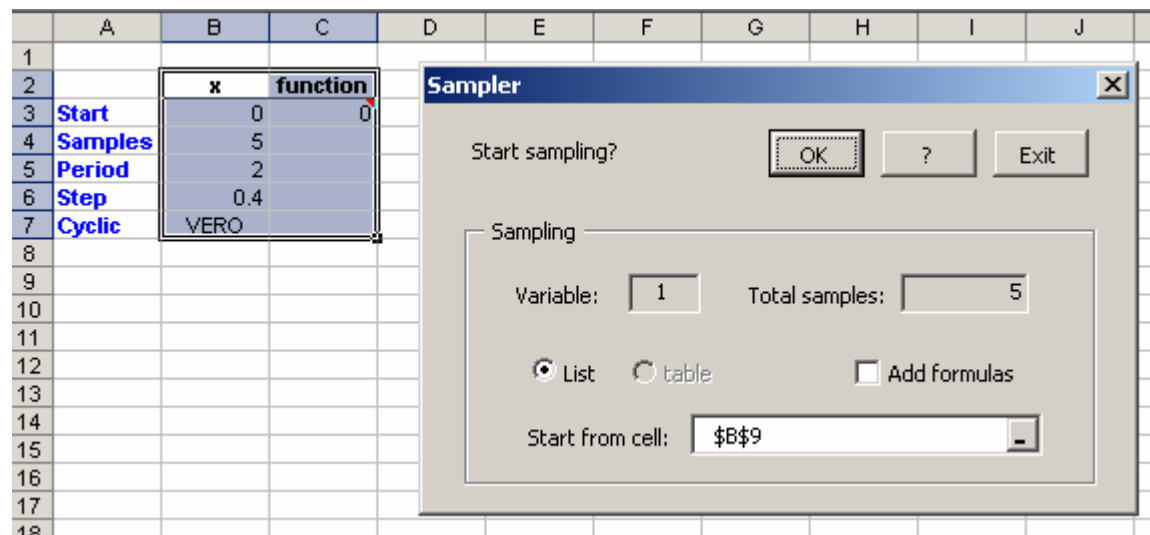 A B C D E F G H I J
1
2 x function
3 Start 0 0
4 Samples 5
5 Period 2
6 Step 0.4
7 Cyclic VERO
8
9
10
11
12
13
14
15
16
17
18
Sampler
Start sampling? OK ? Exit
Sampling
Variable: 1 Total samples: 5
List table Add formulas
Start from cell: $B$9